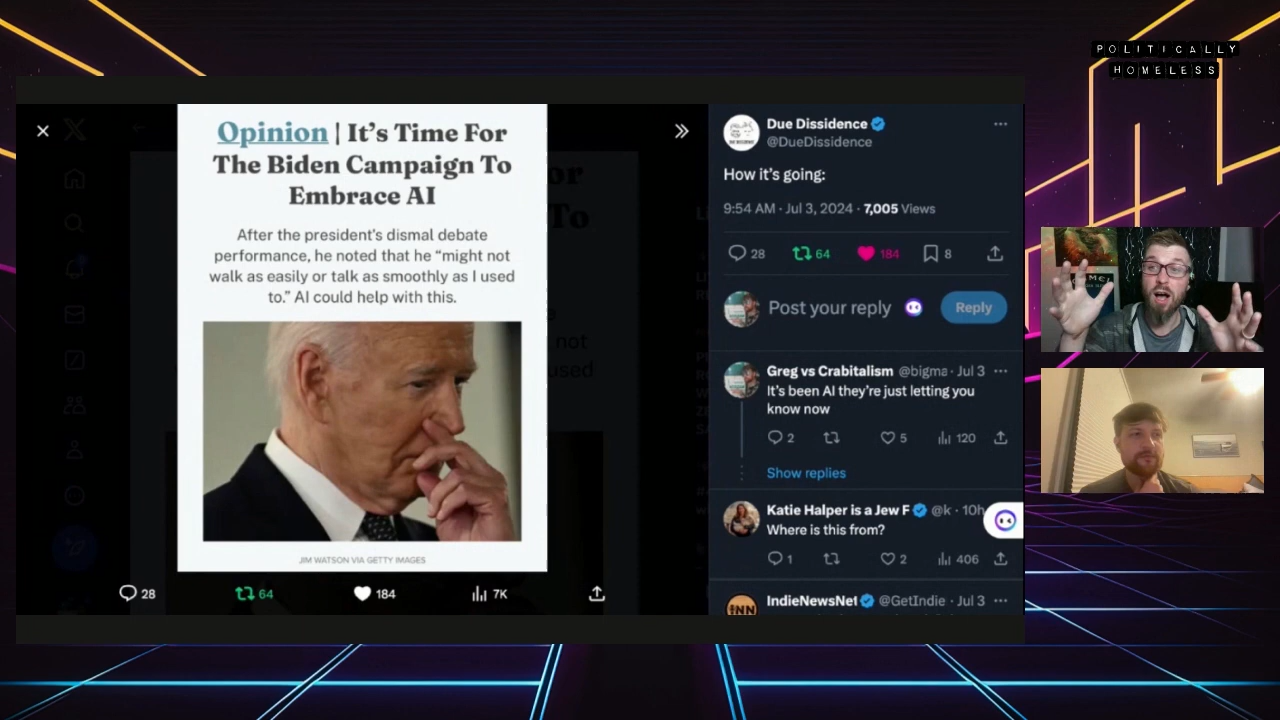 POLITICALLY
HOMELESS
Opinion | It's Time For
The Biden Campaign To
Embrace AI
After the president's dismal debate
performance, he noted that he “might not
walk as easily or talk as smoothly as I used
to.” AI could help with this.
JIM WATSON VIA GETTY IMAGES
28
64
184
7K
Due Dissidence
@DueDissidence
How it's going:
9:54 AM · Jul 3, 2024 · 7,005 Views
28
64
184
8
Post your reply
Reply
Greg vs Crabitalism @bigma · Jul 3
It's been AI they're just letting you
know now
2
5
120
Show replies
Katie Halper is a Jew F @k · 10h
Where is this from?
1
2
406
IndieNewsNet @GetIndie · Jul 3
INN
or
To
not
used